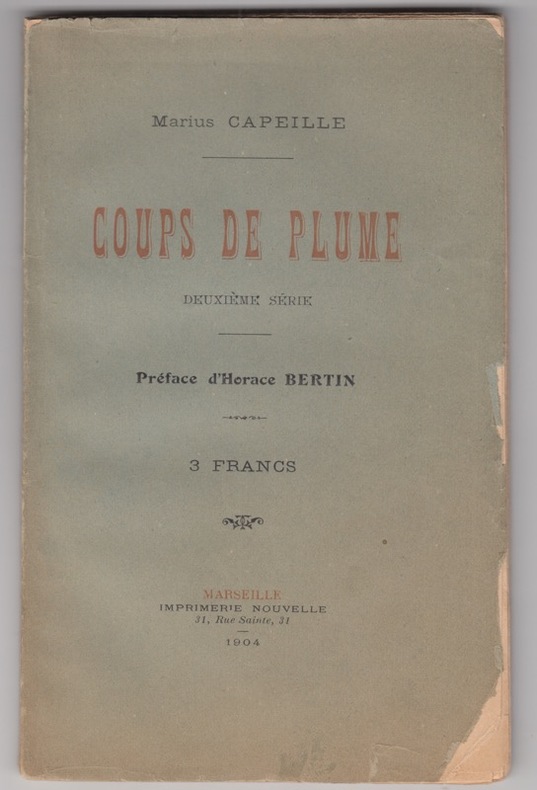 Marius CAPEILLE
COUPS DE PLUME
DEUXIÈME SÉRIE
Préface d'Horace BERTIN
3 FRANCS
MARSEILLE
IMPRIMERIE NOUVELLE
31, Rue Sainte, 31
1904